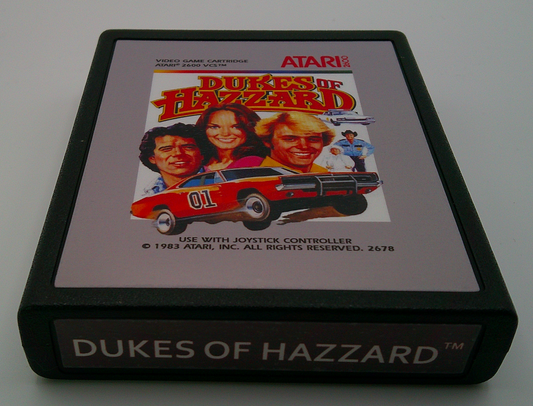 VIDEO GAME CARTRIDGE
ATARI® 2600 VCS™
ATARI 2600
DUKES OF
HAZZARD
01
USE WITH JOYSTICK CONTROLLER
© 1983 ATARI, INC. ALL RIGHTS RESERVED. 2678
DUKES OF HAZZARD™